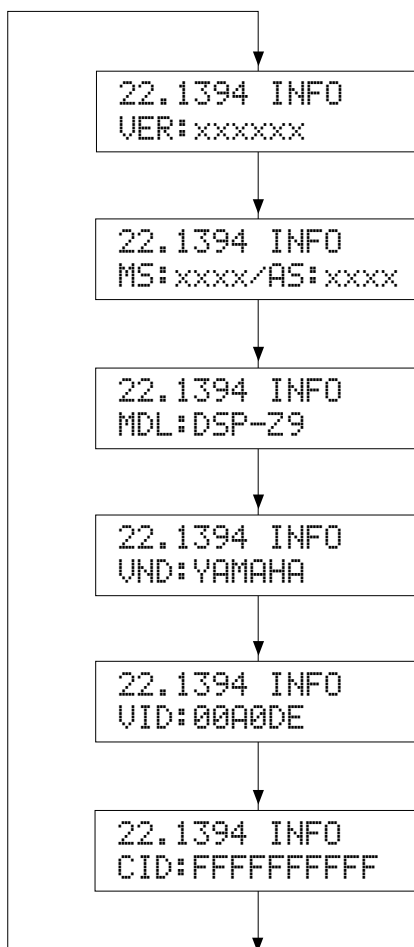 22.1394 INFO
VER:xxxxxx
22.1394 INFO
MS:xxxx/AS:xxxx
22.1394 INFO
MDL:DSP-Z9
22.1394 INFO
VND:YAMAHA
22.1394 INFO
VID:00A0DE
22.1394 INFO
CID:FFFFFFFFFF